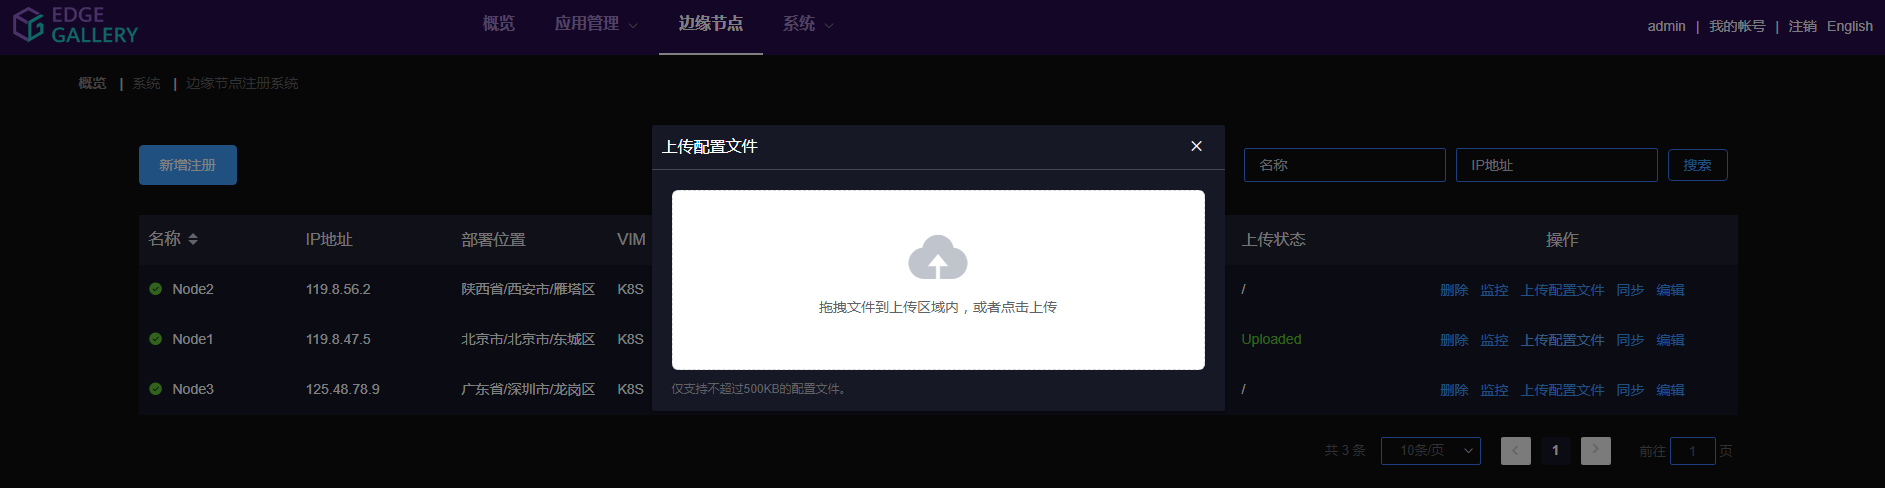 EDGE
GALLERY
概览 应用管理 边缘节点 系统
admin | 我的帐号 | 注销 English
概览 | 系统 | 边缘节点注册系统
新增注册
上传配置文件
名称 IP地址 搜索
拖拽文件到上传区域内，或者点击上传
仅支持不超过500KB的配置文件。
名称 IP地址 部署位置 VIM 上传状态 操作
Node2 119.8.56.2 陕西省/西安市/雁塔区 K8S / 删除 监控 上传配置文件 同步 编辑
Node1 119.8.47.5 北京市/北京市/东城区 K8S Uploaded 删除 监控 上传配置文件 同步 编辑
Node3 125.48.78.9 广东省/深圳市/龙岗区 K8S / 删除 监控 上传配置文件 同步 编辑
共 3 条 10条/页 < 1 > 前往 1 页